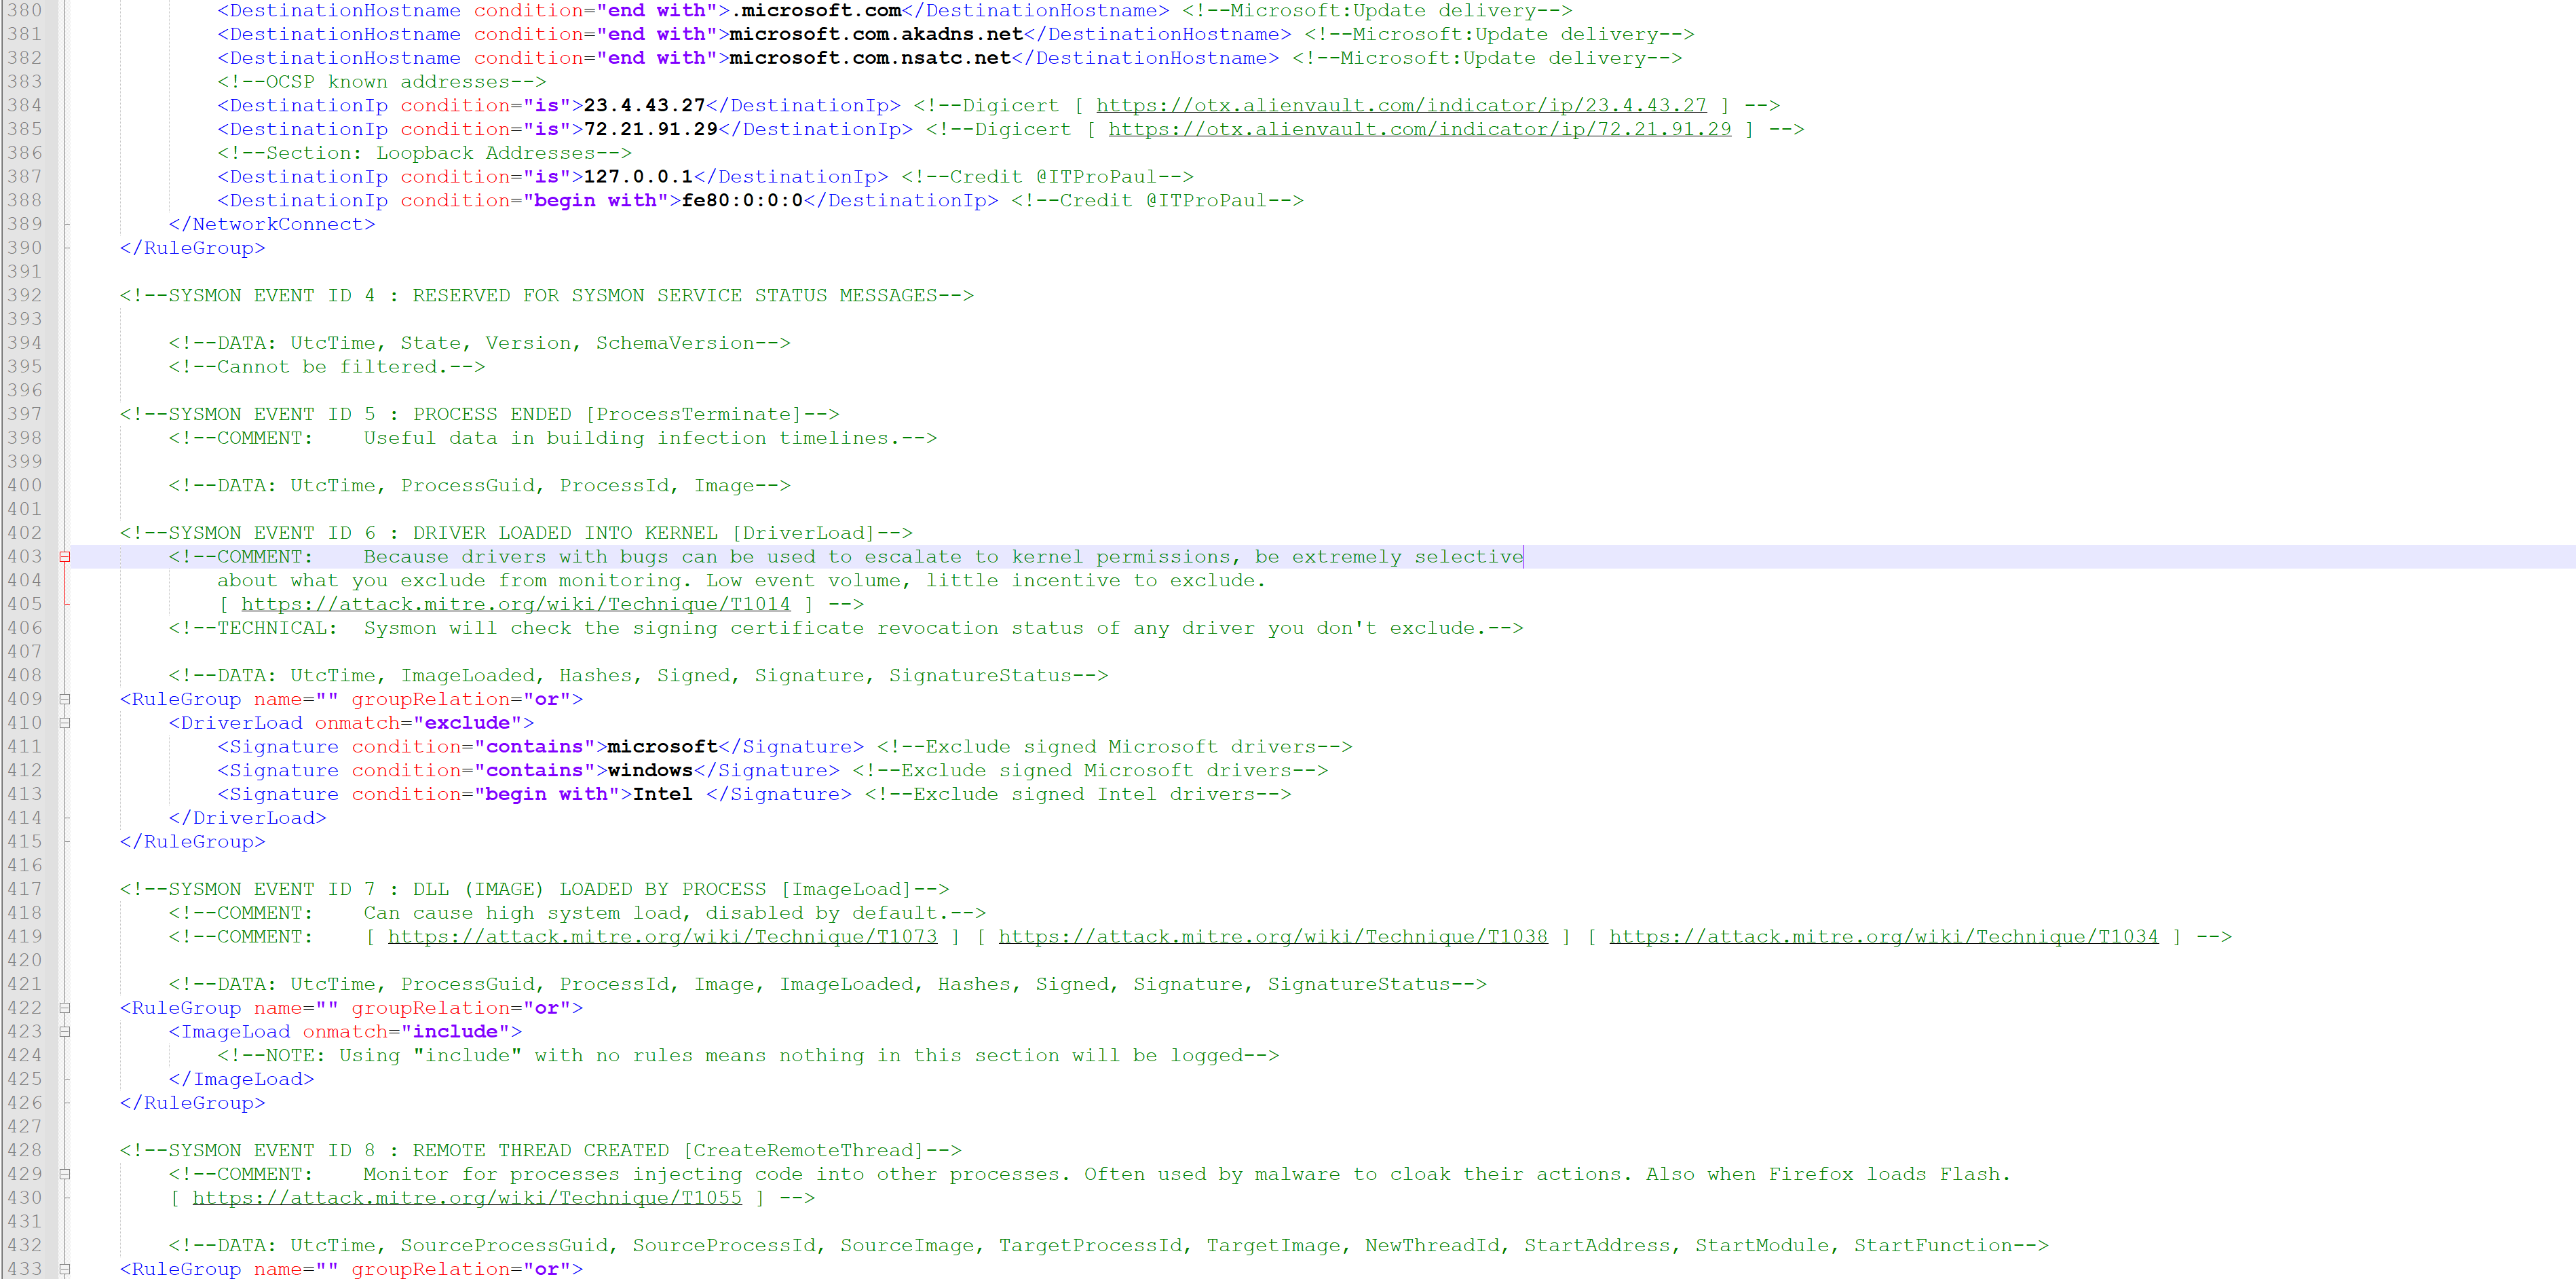 380 <DestinationHostname condition="end with">.microsoft.com</DestinationHostname> <!--Microsoft:Update delivery-->
381 <DestinationHostname condition="end with">microsoft.com.akadns.net</DestinationHostname> <!--Microsoft:Update delivery-->
382 <DestinationHostname condition="end with">microsoft.com.nsatc.net</DestinationHostname> <!--Microsoft:Update delivery-->
383 <!--OCSP known addresses-->
384 <DestinationIp condition="is">23.4.43.27</DestinationIp> <!--Digicert [ https://otx.alienvault.com/indicator/ip/23.4.43.27 ] -->
385 <DestinationIp condition="is">72.21.91.29</DestinationIp> <!--Digicert [ https://otx.alienvault.com/indicator/ip/72.21.91.29 ] -->
386 <!--Section: Loopback Addresses-->
387 <DestinationIp condition="is">127.0.0.1</DestinationIp> <!--Credit @ITProPaul-->
388 <DestinationIp condition="begin with">fe80:0:0:0</DestinationIp> <!--Credit @ITProPaul-->
389 </NetworkConnect>
390 </RuleGroup>
391
392 <!--SYSMON EVENT ID 4 : RESERVED FOR SYSMON SERVICE STATUS MESSAGES-->
393
394 <!--DATA: UtcTime, State, Version, SchemaVersion-->
395 <!--Cannot be filtered.-->
396
397 <!--SYSMON EVENT ID 5 : PROCESS ENDED [ProcessTerminate]-->
398 <!--COMMENT: Useful data in building infection timelines.-->
399
400 <!--DATA: UtcTime, ProcessGuid, ProcessId, Image-->
401
402 <!--SYSMON EVENT ID 6 : DRIVER LOADED INTO KERNEL [DriverLoad]-->
403 <!--COMMENT: Because drivers with bugs can be used to escalate to kernel permissions, be extremely selective
404 about what you exclude from monitoring. Low event volume, little incentive to exclude.
405 [ https://attack.mitre.org/wiki/Technique/T1014 ] -->
406 <!--TECHNICAL: Sysmon will check the signing certificate revocation status of any driver you don't exclude.-->
407
408 <!--DATA: UtcTime, ImageLoaded, Hashes, Signed, Signature, SignatureStatus-->
409 <RuleGroup name="" groupRelation="or">
410 <DriverLoad onmatch="exclude">
411 <Signature condition="contains">microsoft</Signature> <!--Exclude signed Microsoft drivers-->
412 <Signature condition="contains">windows</Signature> <!--Exclude signed Microsoft drivers-->
413 <Signature condition="begin with">Intel </Signature> <!--Exclude signed Intel drivers-->
414 </DriverLoad>
415 </RuleGroup>
416
417 <!--SYSMON EVENT ID 7 : DLL (IMAGE) LOADED BY PROCESS [ImageLoad]-->
418 <!--COMMENT: Can cause high system load, disabled by default.-->
419 <!--COMMENT: [ https://attack.mitre.org/wiki/Technique/T1073 ] [ https://attack.mitre.org/wiki/Technique/T1038 ] [ https://attack.mitre.org/wiki/Technique/T1034 ] -->
420
421 <!--DATA: UtcTime, ProcessGuid, ProcessId, Image, ImageLoaded, Hashes, Signed, Signature, SignatureStatus-->
422 <RuleGroup name="" groupRelation="or">
423 <ImageLoad onmatch="include">
424 <!--NOTE: Using "include" with no rules means nothing in this section will be logged-->
425 </ImageLoad>
426 </RuleGroup>
427
428 <!--SYSMON EVENT ID 8 : REMOTE THREAD CREATED [CreateRemoteThread]-->
429 <!--COMMENT: Monitor for processes injecting code into other processes. Often used by malware to cloak their actions. Also when Firefox loads Flash.
430 [ https://attack.mitre.org/wiki/Technique/T1055 ] -->
431
432 <!--DATA: UtcTime, SourceProcessGuid, SourceProcessId, SourceImage, TargetProcessId, TargetImage, NewThreadId, StartAddress, StartModule, StartFunction-->
433 <RuleGroup name="" groupRelation="or">